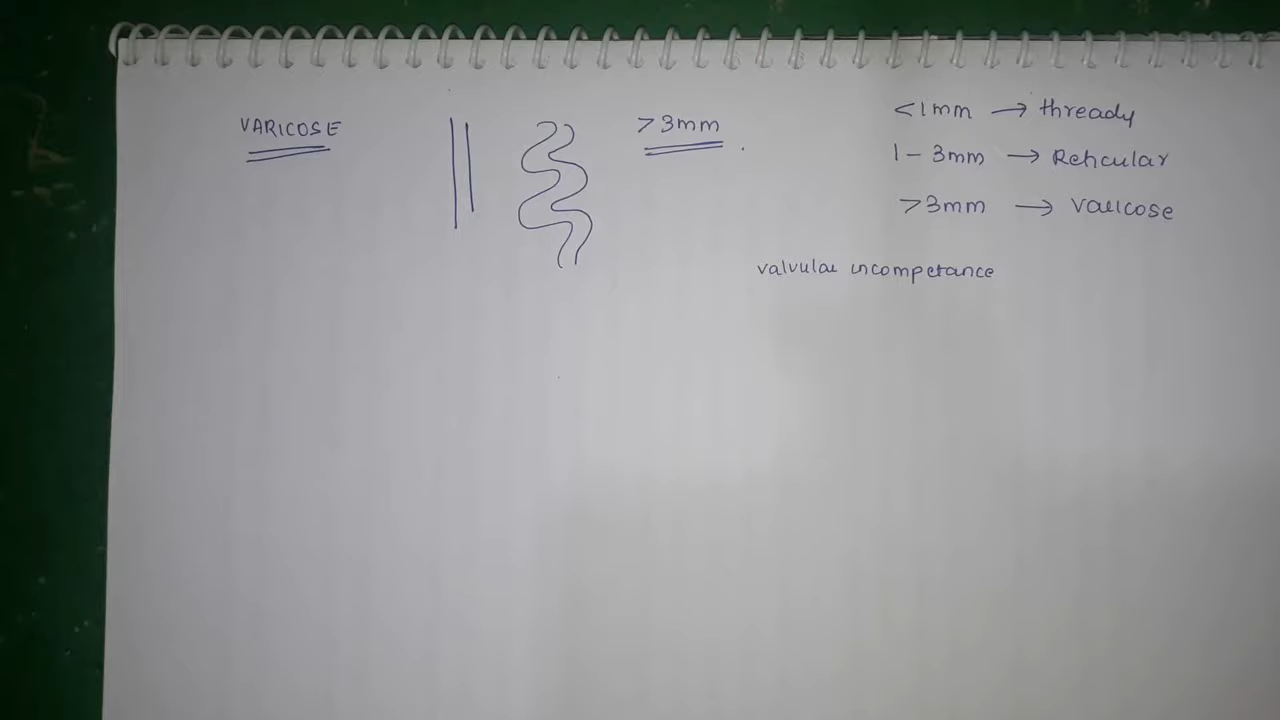 VARICOSE
>3mm
<1mm → thready
1-3mm → Reticular
>3mm → varicose
valvular incompetance